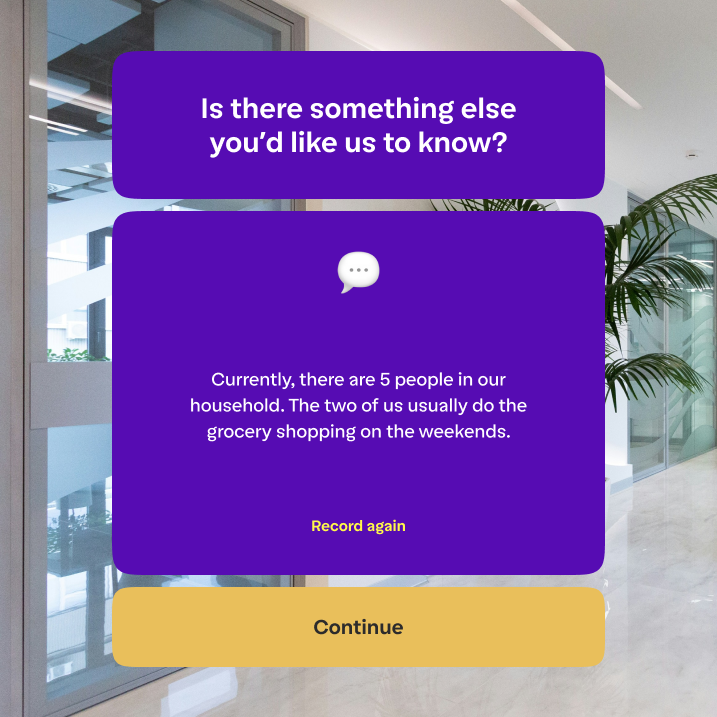 Is there something else
you’d like us to know?
Currently, there are 5 people in our
household. The two of us usually do the
grocery shopping on the weekends.
Record again
Continue